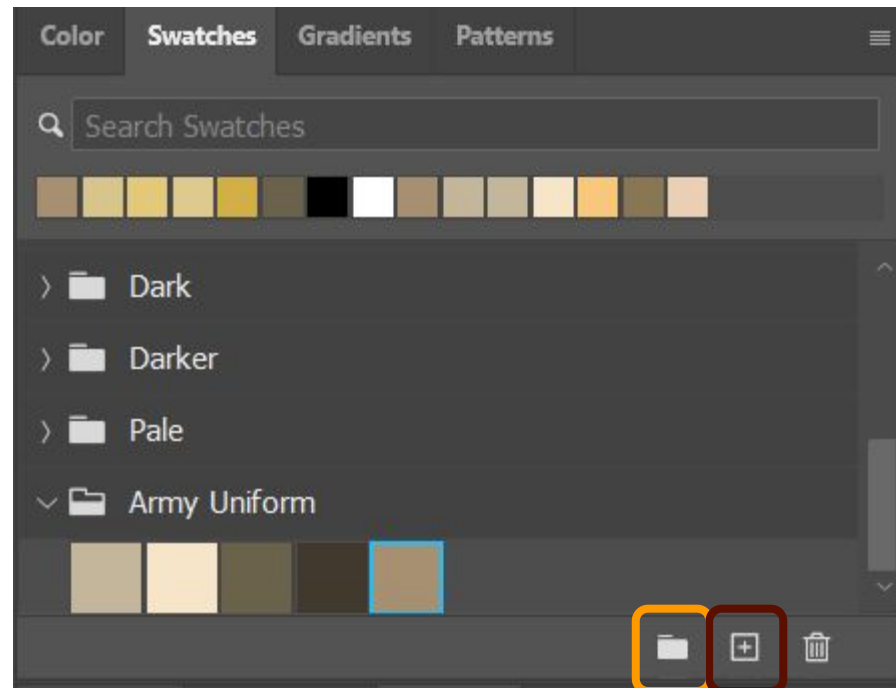 Color Swatches Gradients Patterns
Search Swatches
Dark
Darker
Pale
Army Uniform